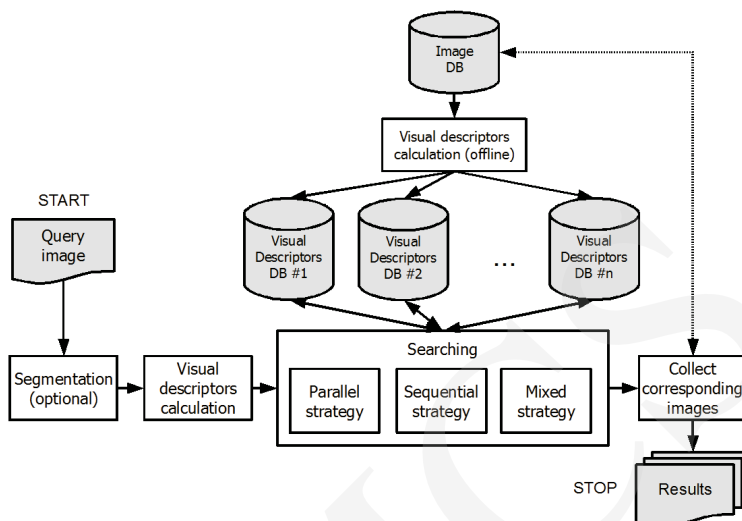 Image
DB
Visual descriptors
calculation (offline)
START
Query
image
Visual
Descriptors
DB #1
Visual
Descriptors
DB #2
...
Visual
Descriptors
DB #n
Searching
Segmentation
(optional)
Visual
descriptors
calculation
Parallel
strategy
Sequential
strategy
Mixed
strategy
Collect
corresponding
images
STOP
Results